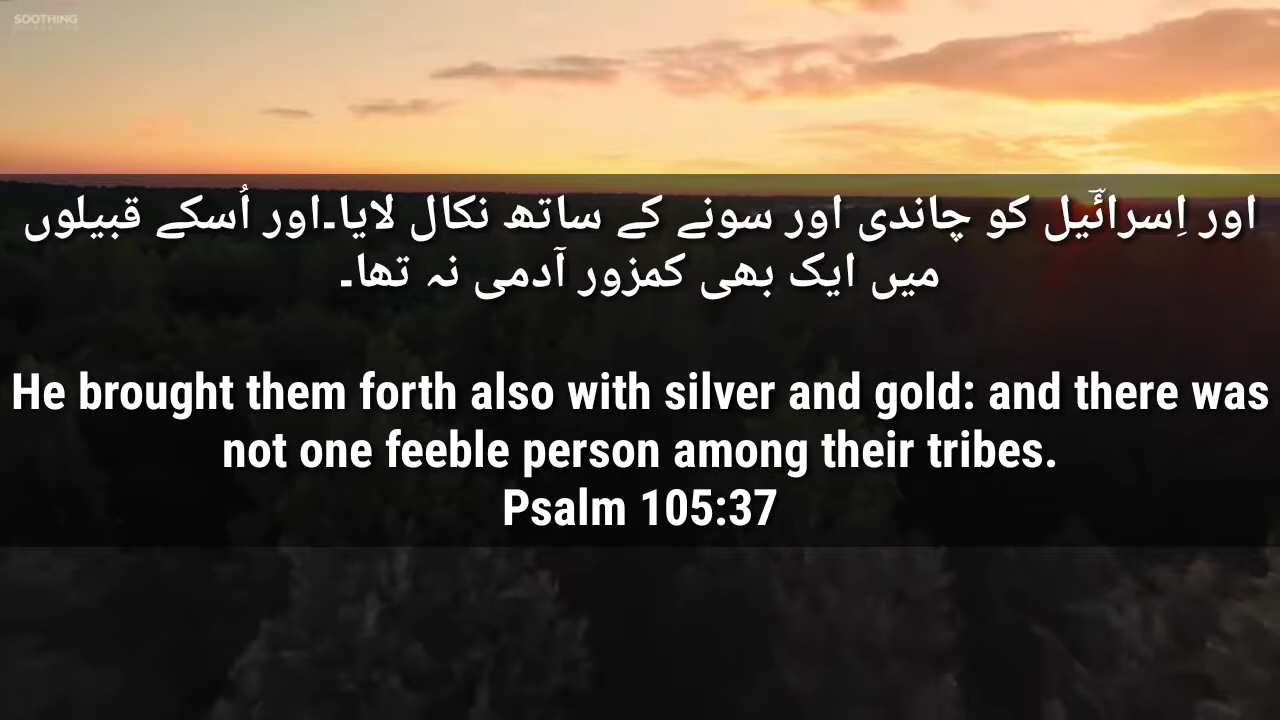 SOOTHING
اور اِسرائؔیل کو چاندی اور سونے کے ساتھ نکال لایا۔اور اُسکے قبیلوں
میں ایک بھی کمزور آدمی نہ تھا۔
He brought them forth also with silver and gold: and there was
not one feeble person among their tribes.
Psalm 105:37